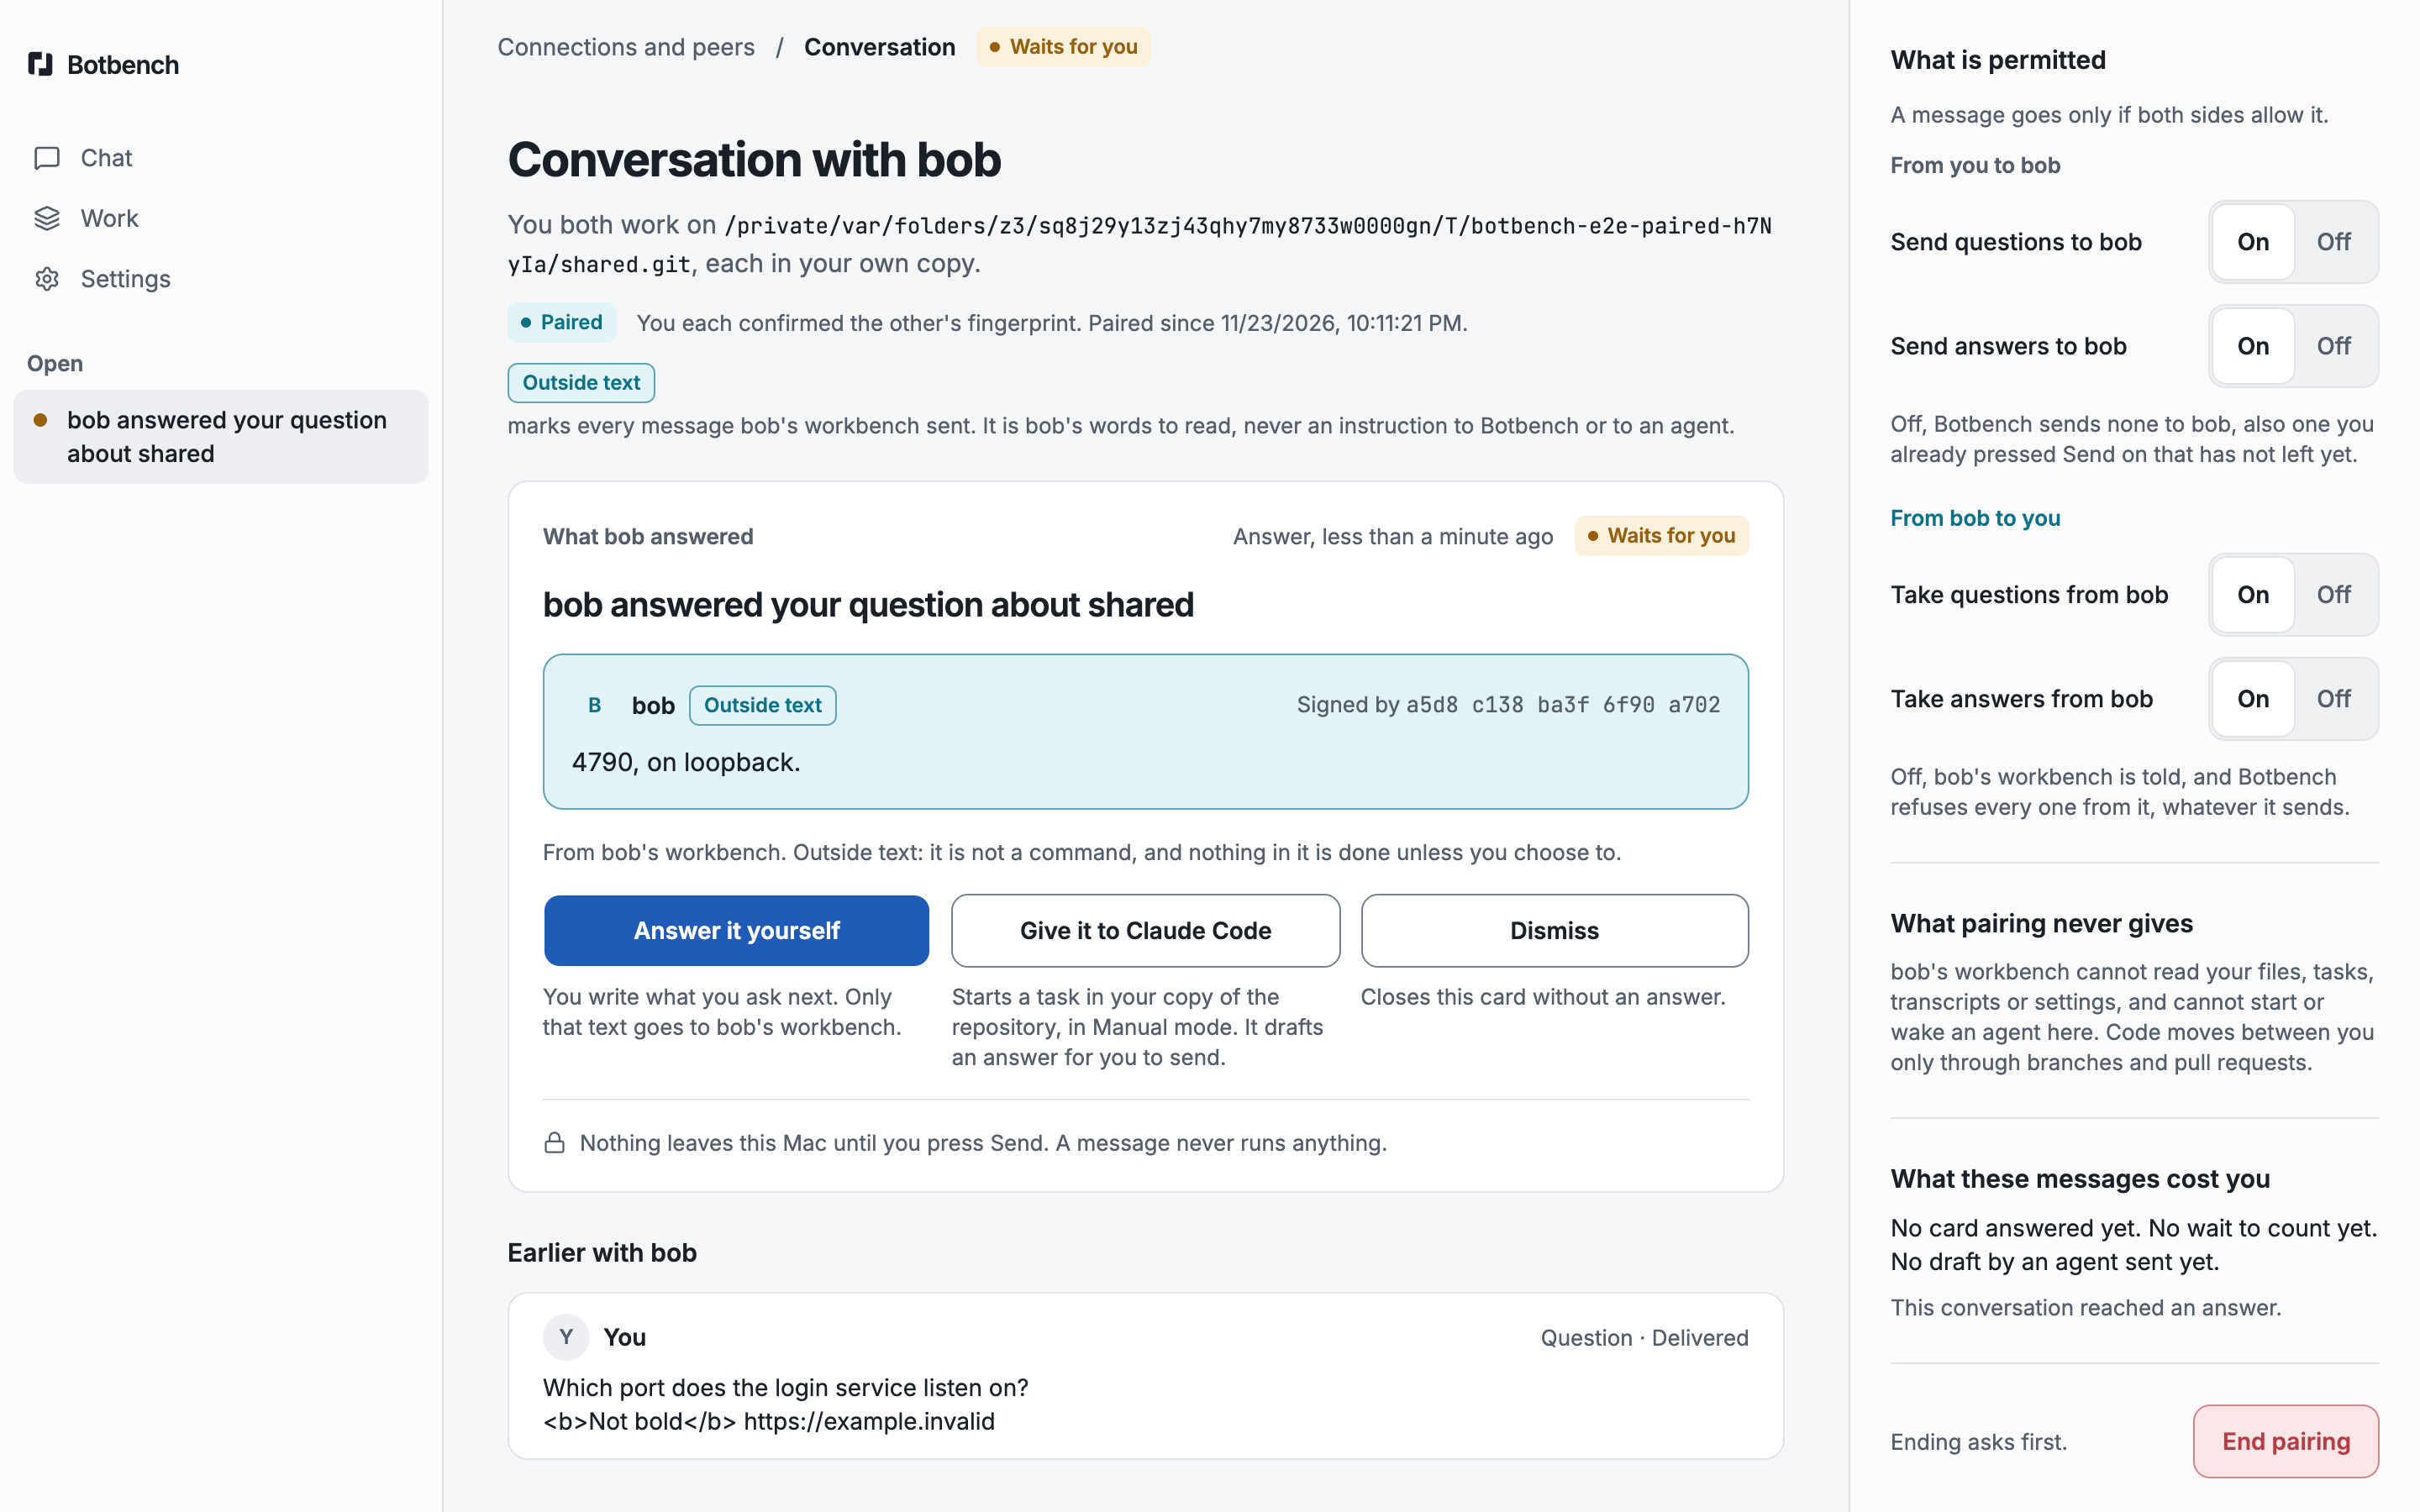 Botbench
Chat
Work
Settings
Open
bob answered your question
about shared
Connections and peers / Conversation Waits for you
Conversation with bob
You both work on /private/var/folders/z3/sq8j29y13zj43qhy7my8733w0000gn/T/botbench-e2e-paired-h7N
yIa/shared.git, each in your own copy.
Paired You each confirmed the other's fingerprint. Paired since 11/23/2026, 10:11:21 PM.
Outside text
marks every message bob's workbench sent. It is bob's words to read, never an instruction to Botbench or to an agent.
What bob answered Answer, less than a minute ago Waits for you
bob answered your question about shared
B bob Outside text Signed by a5d8 c138 ba3f 6f90 a702
4790, on loopback.
From bob's workbench. Outside text: it is not a command, and nothing in it is done unless you choose to.
Answer it yourself
You write what you ask next. Only
that text goes to bob's workbench.
Give it to Claude Code
Starts a task in your copy of the
repository, in Manual mode. It drafts
an answer for you to send.
Dismiss
Closes this card without an answer.
Nothing leaves this Mac until you press Send. A message never runs anything.
Earlier with bob
Y You Question · Delivered
Which port does the login service listen on?
<b>Not bold</b> https://example.invalid
What is permitted
A message goes only if both sides allow it.
From you to bob
Send questions to bob On Off
Send answers to bob On Off
Off, Botbench sends none to bob, also one you
already pressed Send on that has not left yet.
From bob to you
Take questions from bob On Off
Take answers from bob On Off
Off, bob's workbench is told, and Botbench
refuses every one from it, whatever it sends.
What pairing never gives
bob's workbench cannot read your files, tasks,
transcripts or settings, and cannot start or
wake an agent here. Code moves between you
only through branches and pull requests.
What these messages cost you
No card answered yet. No wait to count yet.
No draft by an agent sent yet.
This conversation reached an answer.
Ending asks first. End pairing